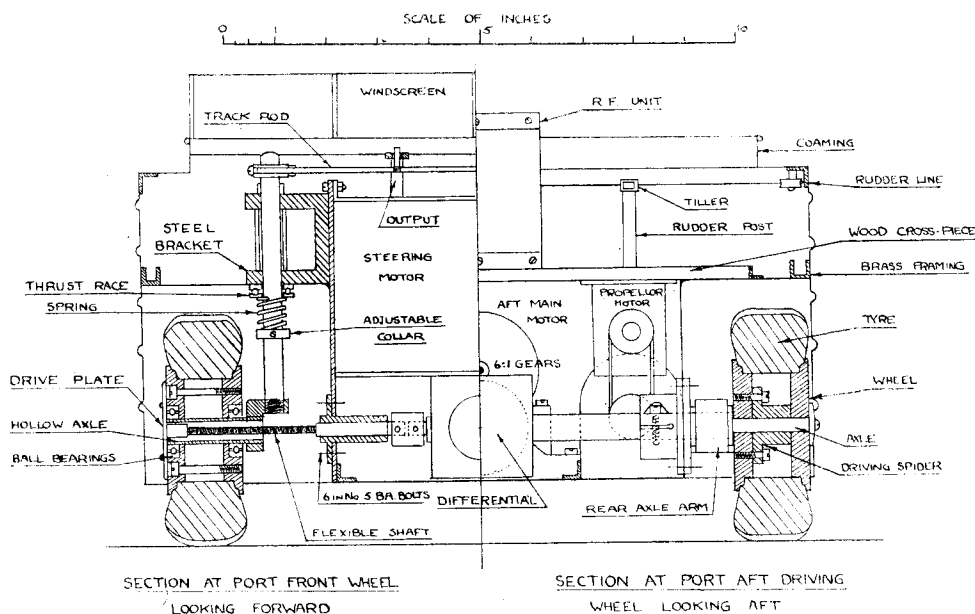 SCALE OF INCHES
0 1 5 10
WINDSCREEN
R.F. UNIT
TRACK ROD
COAMING
RUDDER LINE
TILLER
OUTPUT
RUDDER POST
STEEL
BRACKET
WOOD CROSS-PIECE
STEERING
MOTOR
BRASS FRAMING
THRUST RACE
SPRING
PROPELLOR
MOTOR
AFT MAIN
MOTOR
TYRE
ADJUSTABLE
COLLAR
6:1 GEARS
DRIVE PLATE
WHEEL
HOLLOW AXLE
AXLE
BALL BEARINGS
DRIVING SPIDER
6 IN No 5 B.A. BOLTS
DIFFERENTIAL
REAR AXLE ARM
FLEXIBLE SHAFT
SECTION AT PORT FRONT WHEEL
LOOKING FORWARD
SECTION AT PORT AFT DRIVING
WHEEL LOOKING AFT